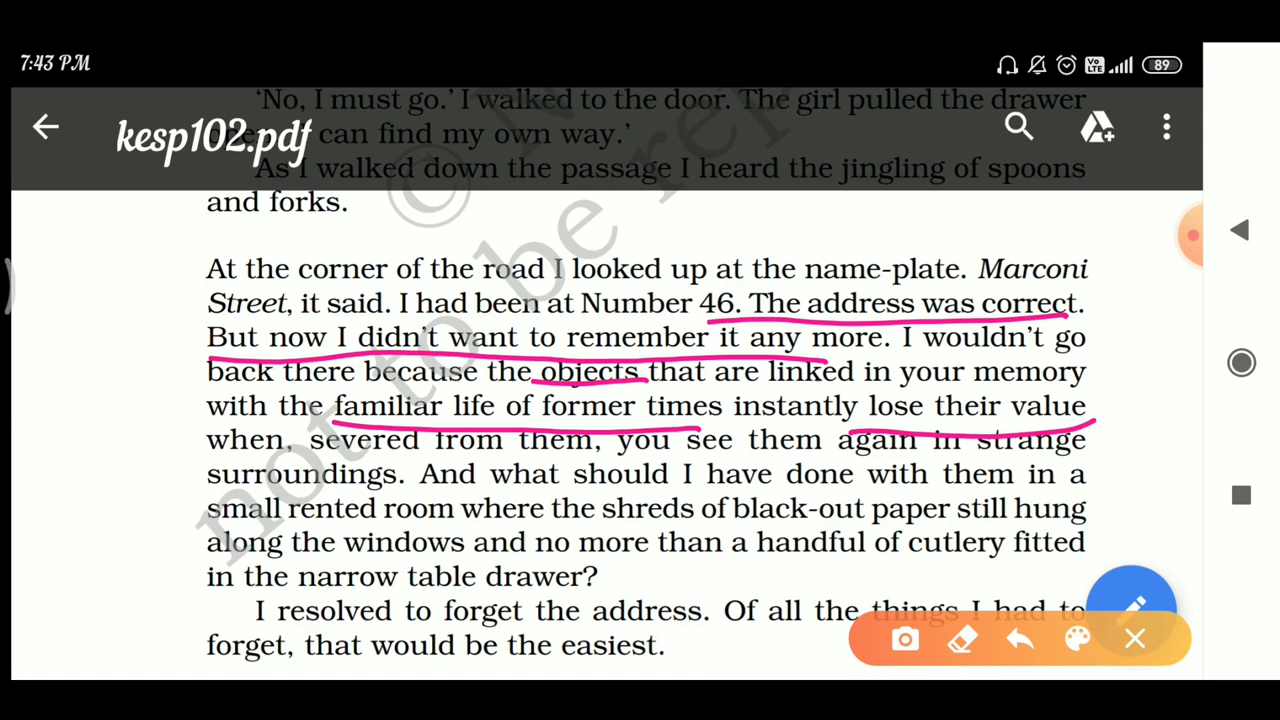 7:43 PM
Vo LTE
89
kesp102.pdf
'No, I must go.' I walked to the door. The girl pulled the drawer
can find my own way.'
As I walked down the passage I heard the jingling of spoons
and forks.
At the corner of the road I looked up at the name-plate. Marconi
Street, it said. I had been at Number 46. The address was correct.
But now I didn't want to remember it any more. I wouldn't go
back there because the objects that are linked in your memory
with the familiar life of former times instantly lose their value
when, severed from them, you see them again in strange
surroundings. And what should I have done with them in a
small rented room where the shreds of black-out paper still hung
along the windows and no more than a handful of cutlery fitted
in the narrow table drawer?
I resolved to forget the address. Of all the things I had to
forget, that would be the easiest.
© N
not to be rep